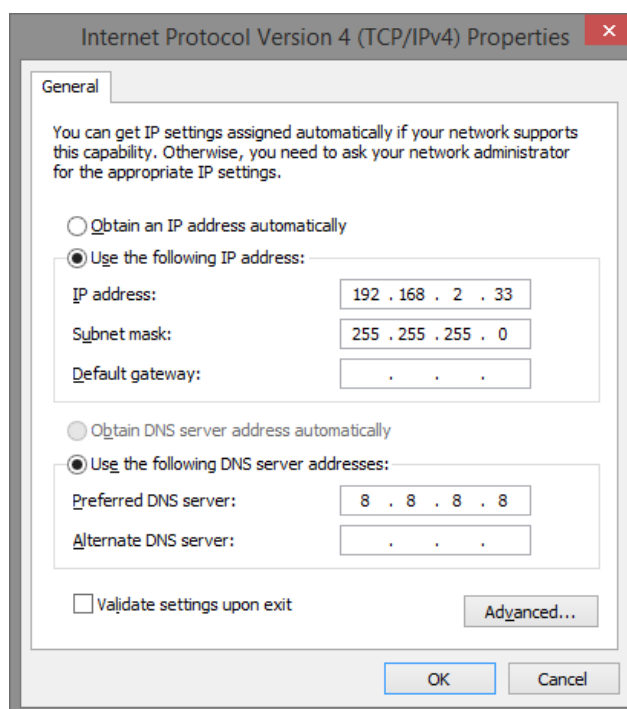 Internet Protocol Version 4 (TCP/IPv4) Properties
General
You can get IP settings assigned automatically if your network supports
this capability. Otherwise, you need to ask your network administrator
for the appropriate IP settings.
Obtain an IP address automatically
Use the following IP address:
IP address: 192 . 168 . 2 . 33
Subnet mask: 255 . 255 . 255 . 0
Default gateway: . . .
Obtain DNS server address automatically
Use the following DNS server addresses:
Preferred DNS server: 8 . 8 . 8 . 8
Alternate DNS server: . . .
Validate settings upon exit
Advanced...
OK Cancel